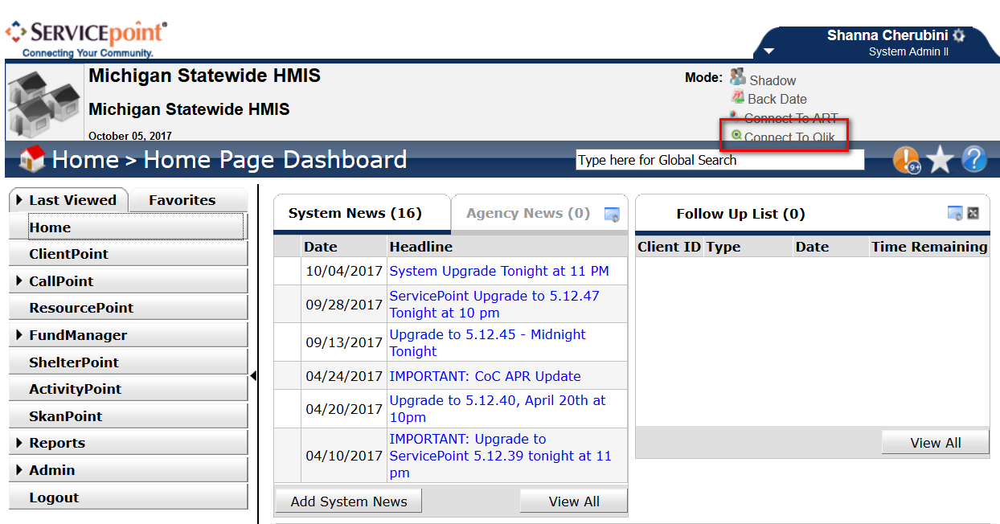 SERVICEpoint®
Connecting Your Community.
Shanna Cherubini
System Admin II
Michigan Statewide HMIS
Michigan Statewide HMIS
October 05, 2017
Mode: Shadow
Back Date
Connect To ART
Connect To Qlik
Home > Home Page Dashboard
Type here for Global Search
9+
?
Last Viewed Favorites
Home
ClientPoint
CallPoint
ResourcePoint
FundManager
ShelterPoint
ActivityPoint
SkanPoint
Reports
Admin
Logout
System News (16) Agency News (0)
Date Headline
10/04/2017 System Upgrade Tonight at 11 PM
09/28/2017 ServicePoint Upgrade to 5.12.47
Tonight at 10 pm
09/13/2017 Upgrade to 5.12.45 - Midnight
Tonight
04/24/2017 IMPORTANT: CoC APR Update
04/20/2017 Upgrade to 5.12.40, April 20th at
10pm
04/10/2017 IMPORTANT: Upgrade to
ServicePoint 5.12.39 tonight at 11
pm
Add System News View All
Follow Up List (0)
Client ID Type Date Time Remaining
View All